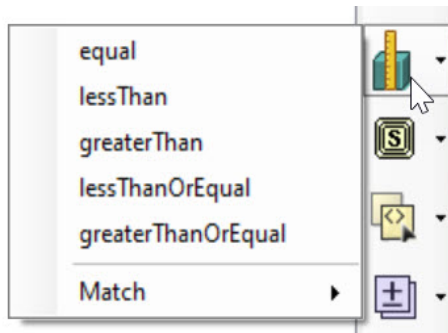 equal
lessThan
greaterThan
lessThanOrEqual
greaterThanOrEqual
Match
S